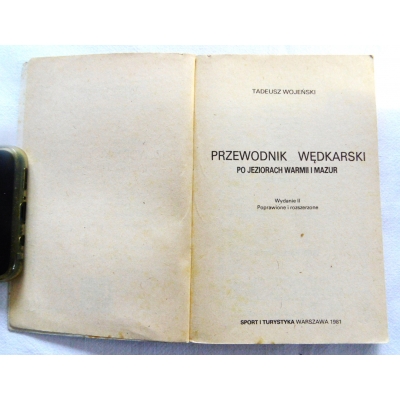 TADEUSZ WOJEŃSKI
PRZEWODNIK WĘDKARSKI
PO JEZIORACH WARMII I MAZUR
Wydanie II
Poprawione i rozszerzone
SPORT I TURYSTYKA WARSZAWA 1981